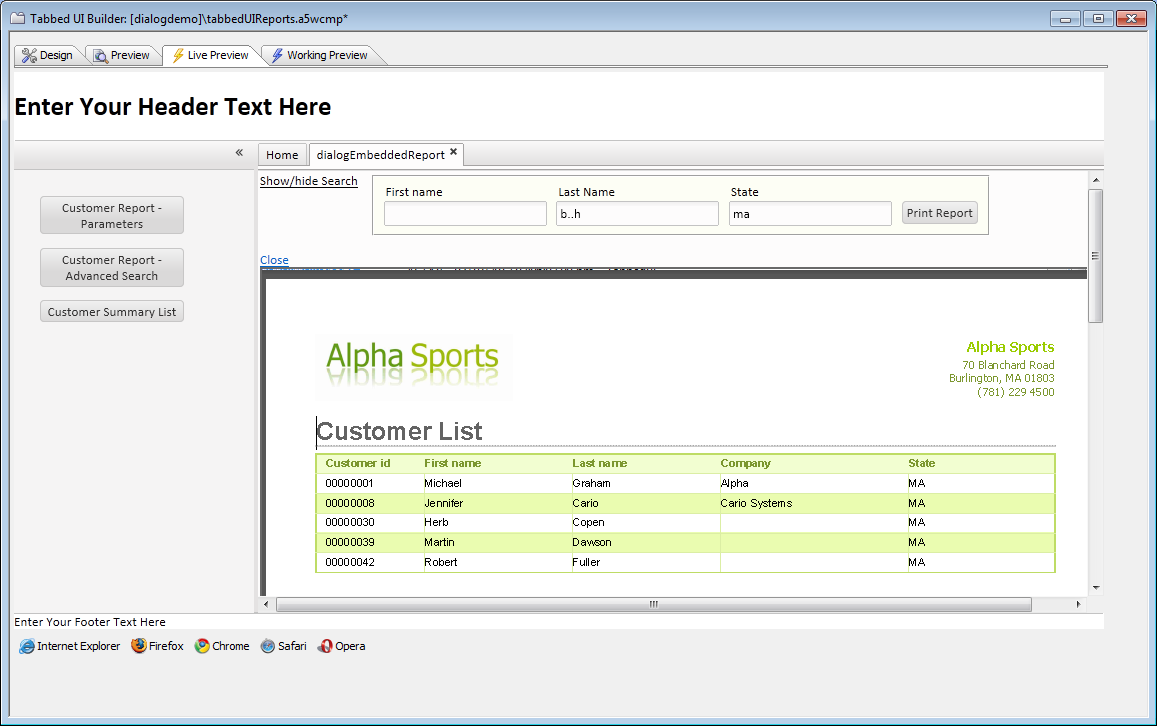 Tabbed UI Builder: [dialogdemo]\tabbedUIReports.a5wcmp*
Design Preview Live Preview Working Preview
Enter Your Header Text Here
« Home dialogEmbeddedReport
Show/hide Search
First name Last Name State
b..h ma Print Report
Customer Report -
Parameters
Customer Report -
Advanced Search
Customer Summary List
Close
Alpha Sports
Alpha Sports
70 Blanchard Road
Burlington, MA 01803
(781) 229 4500
Customer List
Customer id First name Last name Company State
00000001 Michael Graham Alpha MA
00000008 Jennifer Cario Cario Systems MA
00000030 Herb Copen MA
00000039 Martin Dawson MA
00000042 Robert Fuller MA
Enter Your Footer Text Here
Internet Explorer Firefox Chrome Safari Opera